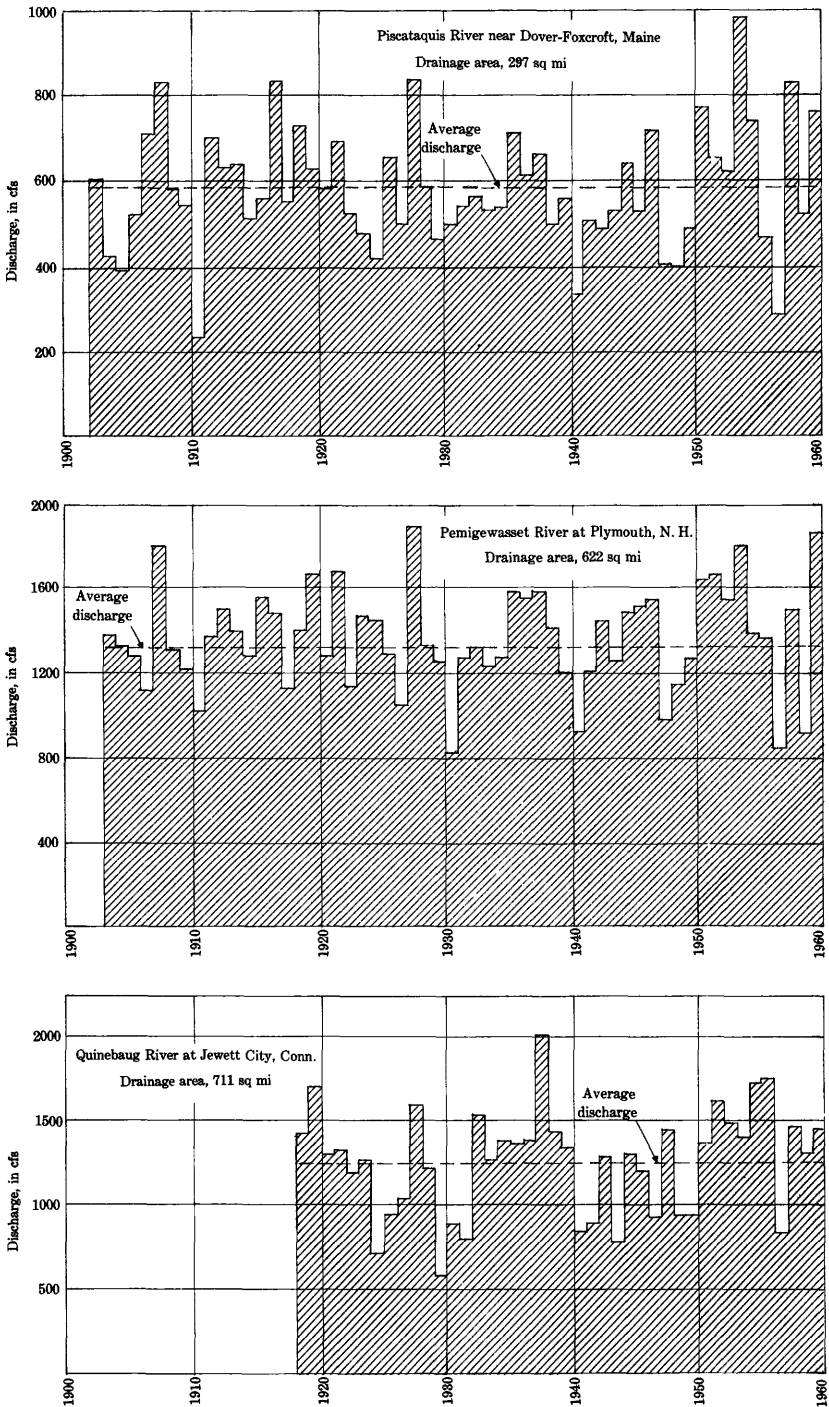 1000
Piscataquis River near Dover-Foxcroft, Maine
Drainage area, 297 sq mi
800
Average
discharge
600
Discharge, in cfs
400
200
1900
1910
1920
1930
1940
1950
1960
2000
Pemigewasset River at Plymouth, N. H.
Drainage area, 622 sq mi
1600
Average
discharge
1200
Discharge, in cfs
800
400
1900
1910
1920
1930
1940
1950
1960
2000
Quinebaug River at Jewett City, Conn.
Drainage area, 711 sq mi
Average
discharge
1500
Discharge, in cfs
1000
500
1900
1910
1920
1930
1940
1950
1960